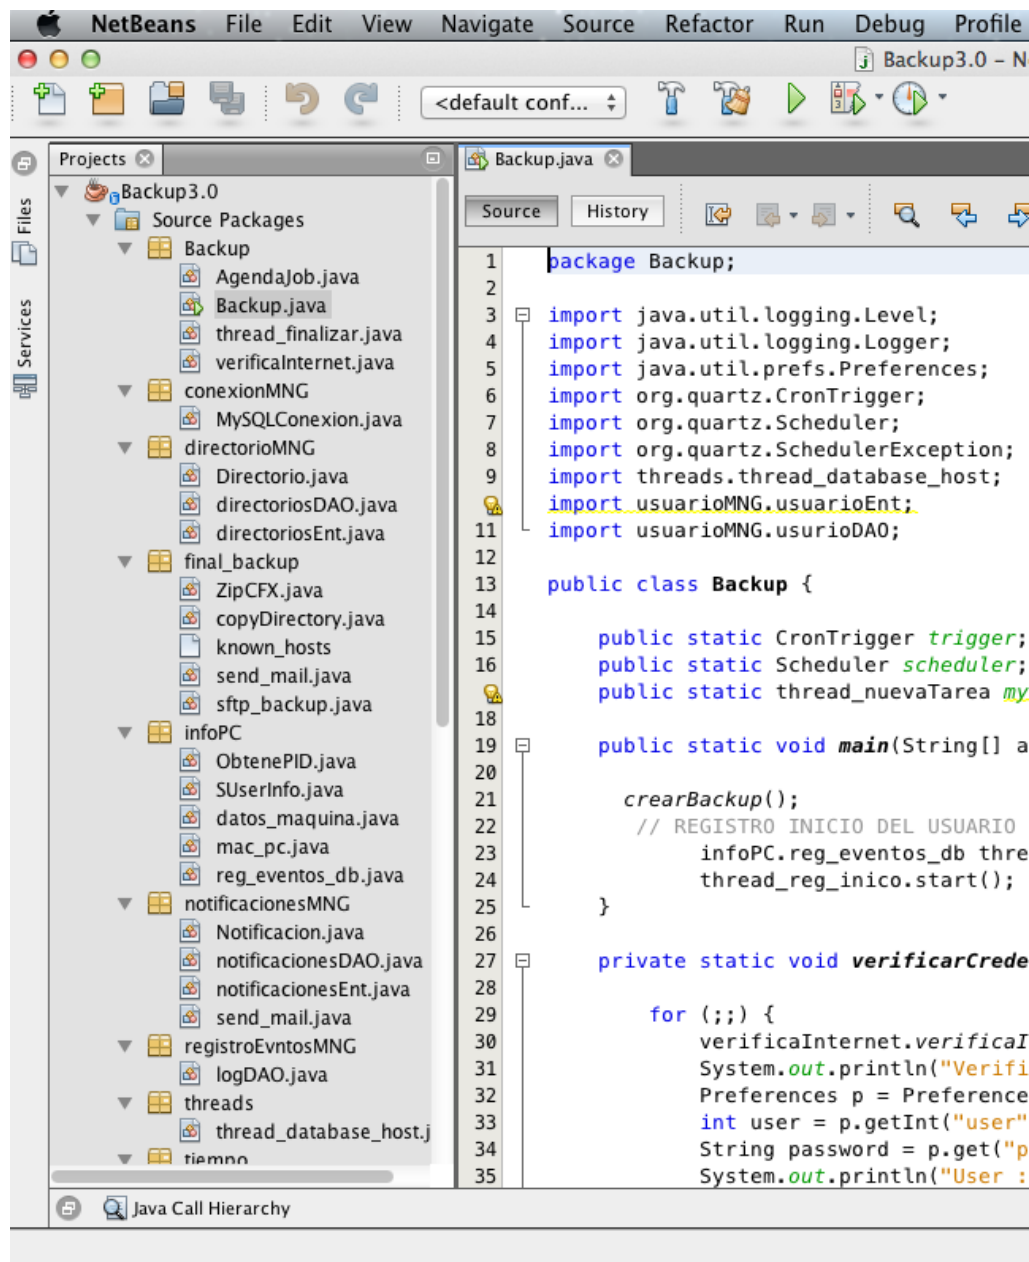 NetBeans File Edit View Navigate Source Refactor Run Debug Profile
Backup3.0 – N
<default conf...
Projects
Files
Services
Backup3.0
Source Packages
Backup
AgendaJob.java
Backup.java
thread_finalizar.java
verificaInternet.java
conexionMNG
MySQLConexion.java
directorioMNG
Directorio.java
directoriosDAO.java
directoriosEnt.java
final_backup
ZipCFX.java
copyDirectory.java
known_hosts
send_mail.java
sftp_backup.java
infoPC
ObtenePID.java
SUserInfo.java
datos_maquina.java
mac_pc.java
reg_eventos_db.java
notificacionesMNG
Notificacion.java
notificacionesDAO.java
notificacionesEnt.java
send_mail.java
registroEvntosMNG
logDAO.java
threads
thread_database_host.j
tiempo
Backup.java
Source History
1 package Backup;
2
3 import java.util.logging.Level;
4 import java.util.logging.Logger;
5 import java.util.prefs.Preferences;
6 import org.quartz.CronTrigger;
7 import org.quartz.Scheduler;
8 import org.quartz.SchedulerException;
9 import threads.thread_database_host;
import usuarioMNG.usuarioEnt;
11 import usuarioMNG.usurioDAO;
12
13 public class Backup {
14
15 public static CronTrigger trigger;
16 public static Scheduler scheduler;
public static thread_nuevaTarea my
18
19 public static void main(String[] a
20
21 crearBackup();
22 // REGISTRO INICIO DEL USUARIO
23 infoPC.reg_eventos_db thre
24 thread_reg_inico.start();
25 }
26
27 private static void verificarCrede
28
29 for (;;) {
30 verificaInternet.verificaI
31 System.out.println("Verifi
32 Preferences p = Preference
33 int user = p.getInt("user"
34 String password = p.get("p
35 System.out.println("User :
Java Call Hierarchy